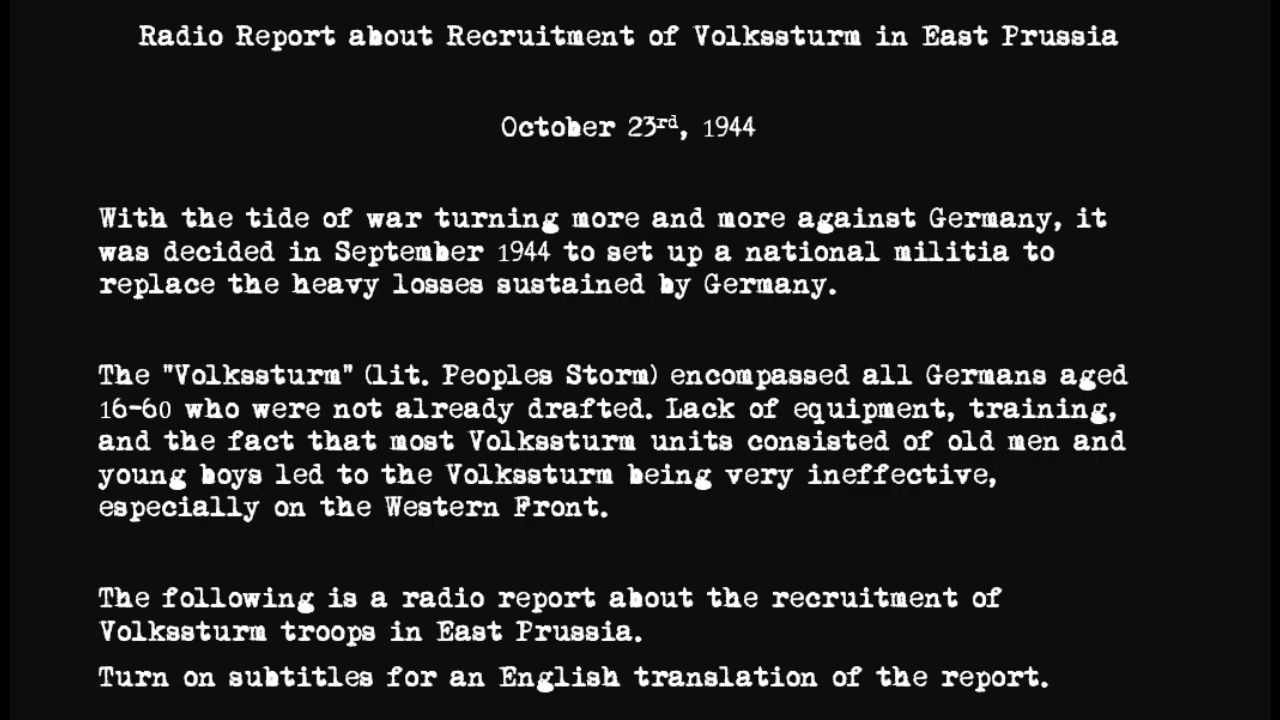 Radio Report about Recruitment of Volkssturm in East Prussia
October 23rd, 1944
With the tide of war turning more and more against Germany, it
was decided in September 1944 to set up a national militia to
replace the heavy losses sustained by Germany.
The "Volkssturm" (lit. Peoples Storm) encompassed all Germans aged
16-60 who were not already drafted. Lack of equipment, training,
and the fact that most Volkssturm units consisted of old men and
young boys led to the Volkssturm being very ineffective,
especially on the Western Front.
The following is a radio report about the recruitment of
Volkssturm troops in East Prussia.
Turn on subtitles for an English translation of the report.